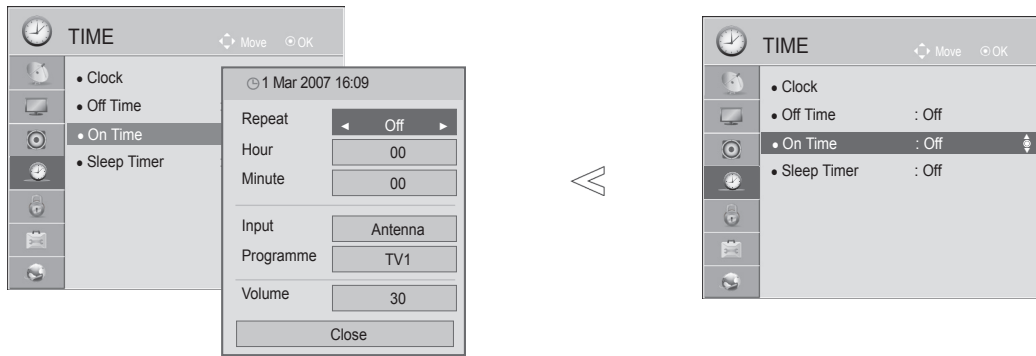 TIME Move OK
• Clock
• Off Time :
• On Time
• Sleep Timer :
1 Mar 2007 16:09
Repeat ◄ Off ►
Hour 00
Minute 00
Input Antenna
Programme TV1
Volume 30
Close
TIME Move OK
• Clock
• Off Time : Off
• On Time : Off
• Sleep Timer : Off